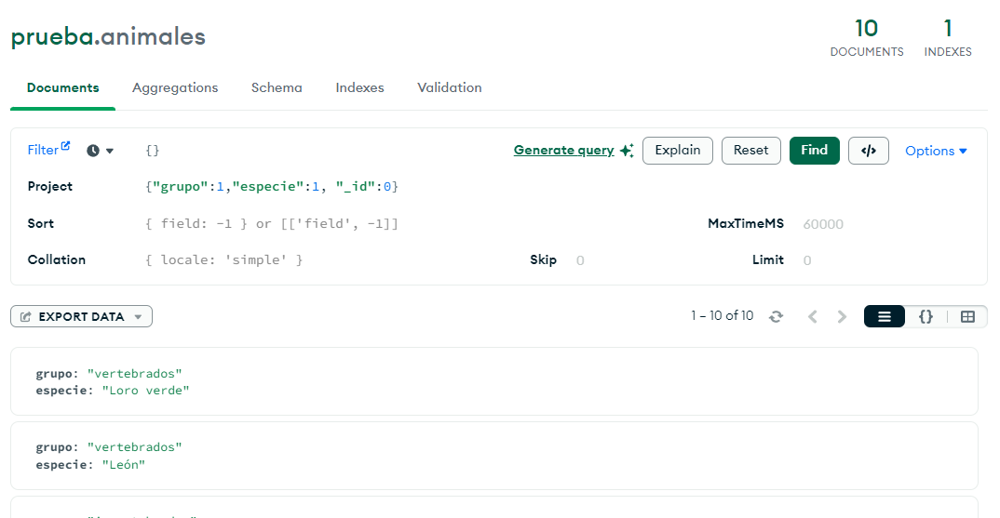 prueba.animales
10 1
DOCUMENTS INDEXES
Documents Aggregations Schema Indexes Validation
Filter {} Generate query Explain Reset Find </> Options
Project {"grupo":1,"especie":1, "_id":0}
Sort { field: -1 } or [['field', -1]] MaxTimeMS 60000
Collation { locale: 'simple' } Skip 0 Limit 0
EXPORT DATA 1 – 10 of 10 {}
grupo: "vertebrados"
especie: "Loro verde"
grupo: "vertebrados"
especie: "León"